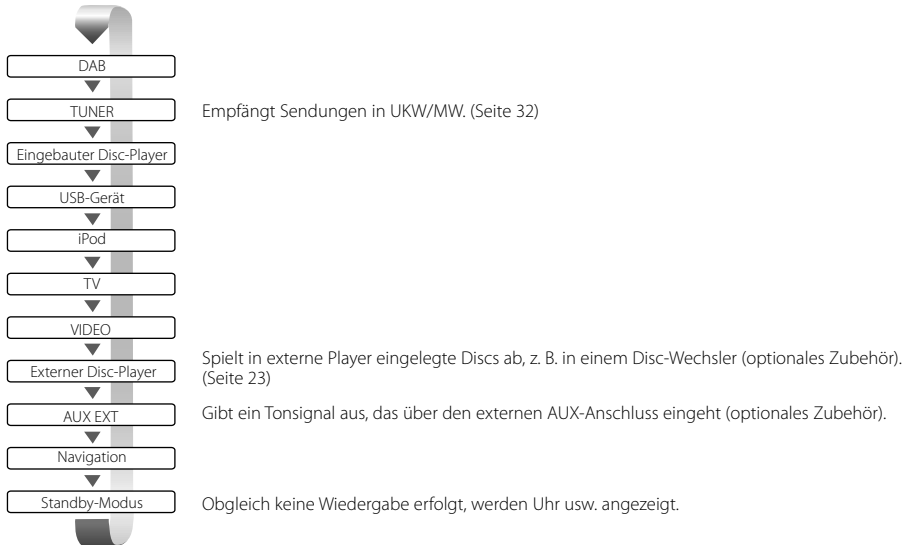 DAB
TUNER
Empfängt Sendungen in UKW/MW. (Seite 32)
Eingebauter Disc-Player
USB-Gerät
iPod
TV
VIDEO
Externer Disc-Player
Spielt in externe Player eingelegte Discs ab, z. B. in einem Disc-Wechsler (optionales Zubehör).
(Seite 23)
AUX EXT
Gibt ein Tonsignal aus, das über den externen AUX-Anschluss eingeht (optionales Zubehör).
Navigation
Standby-Modus
Obgleich keine Wiedergabe erfolgt, werden Uhr usw. angezeigt.